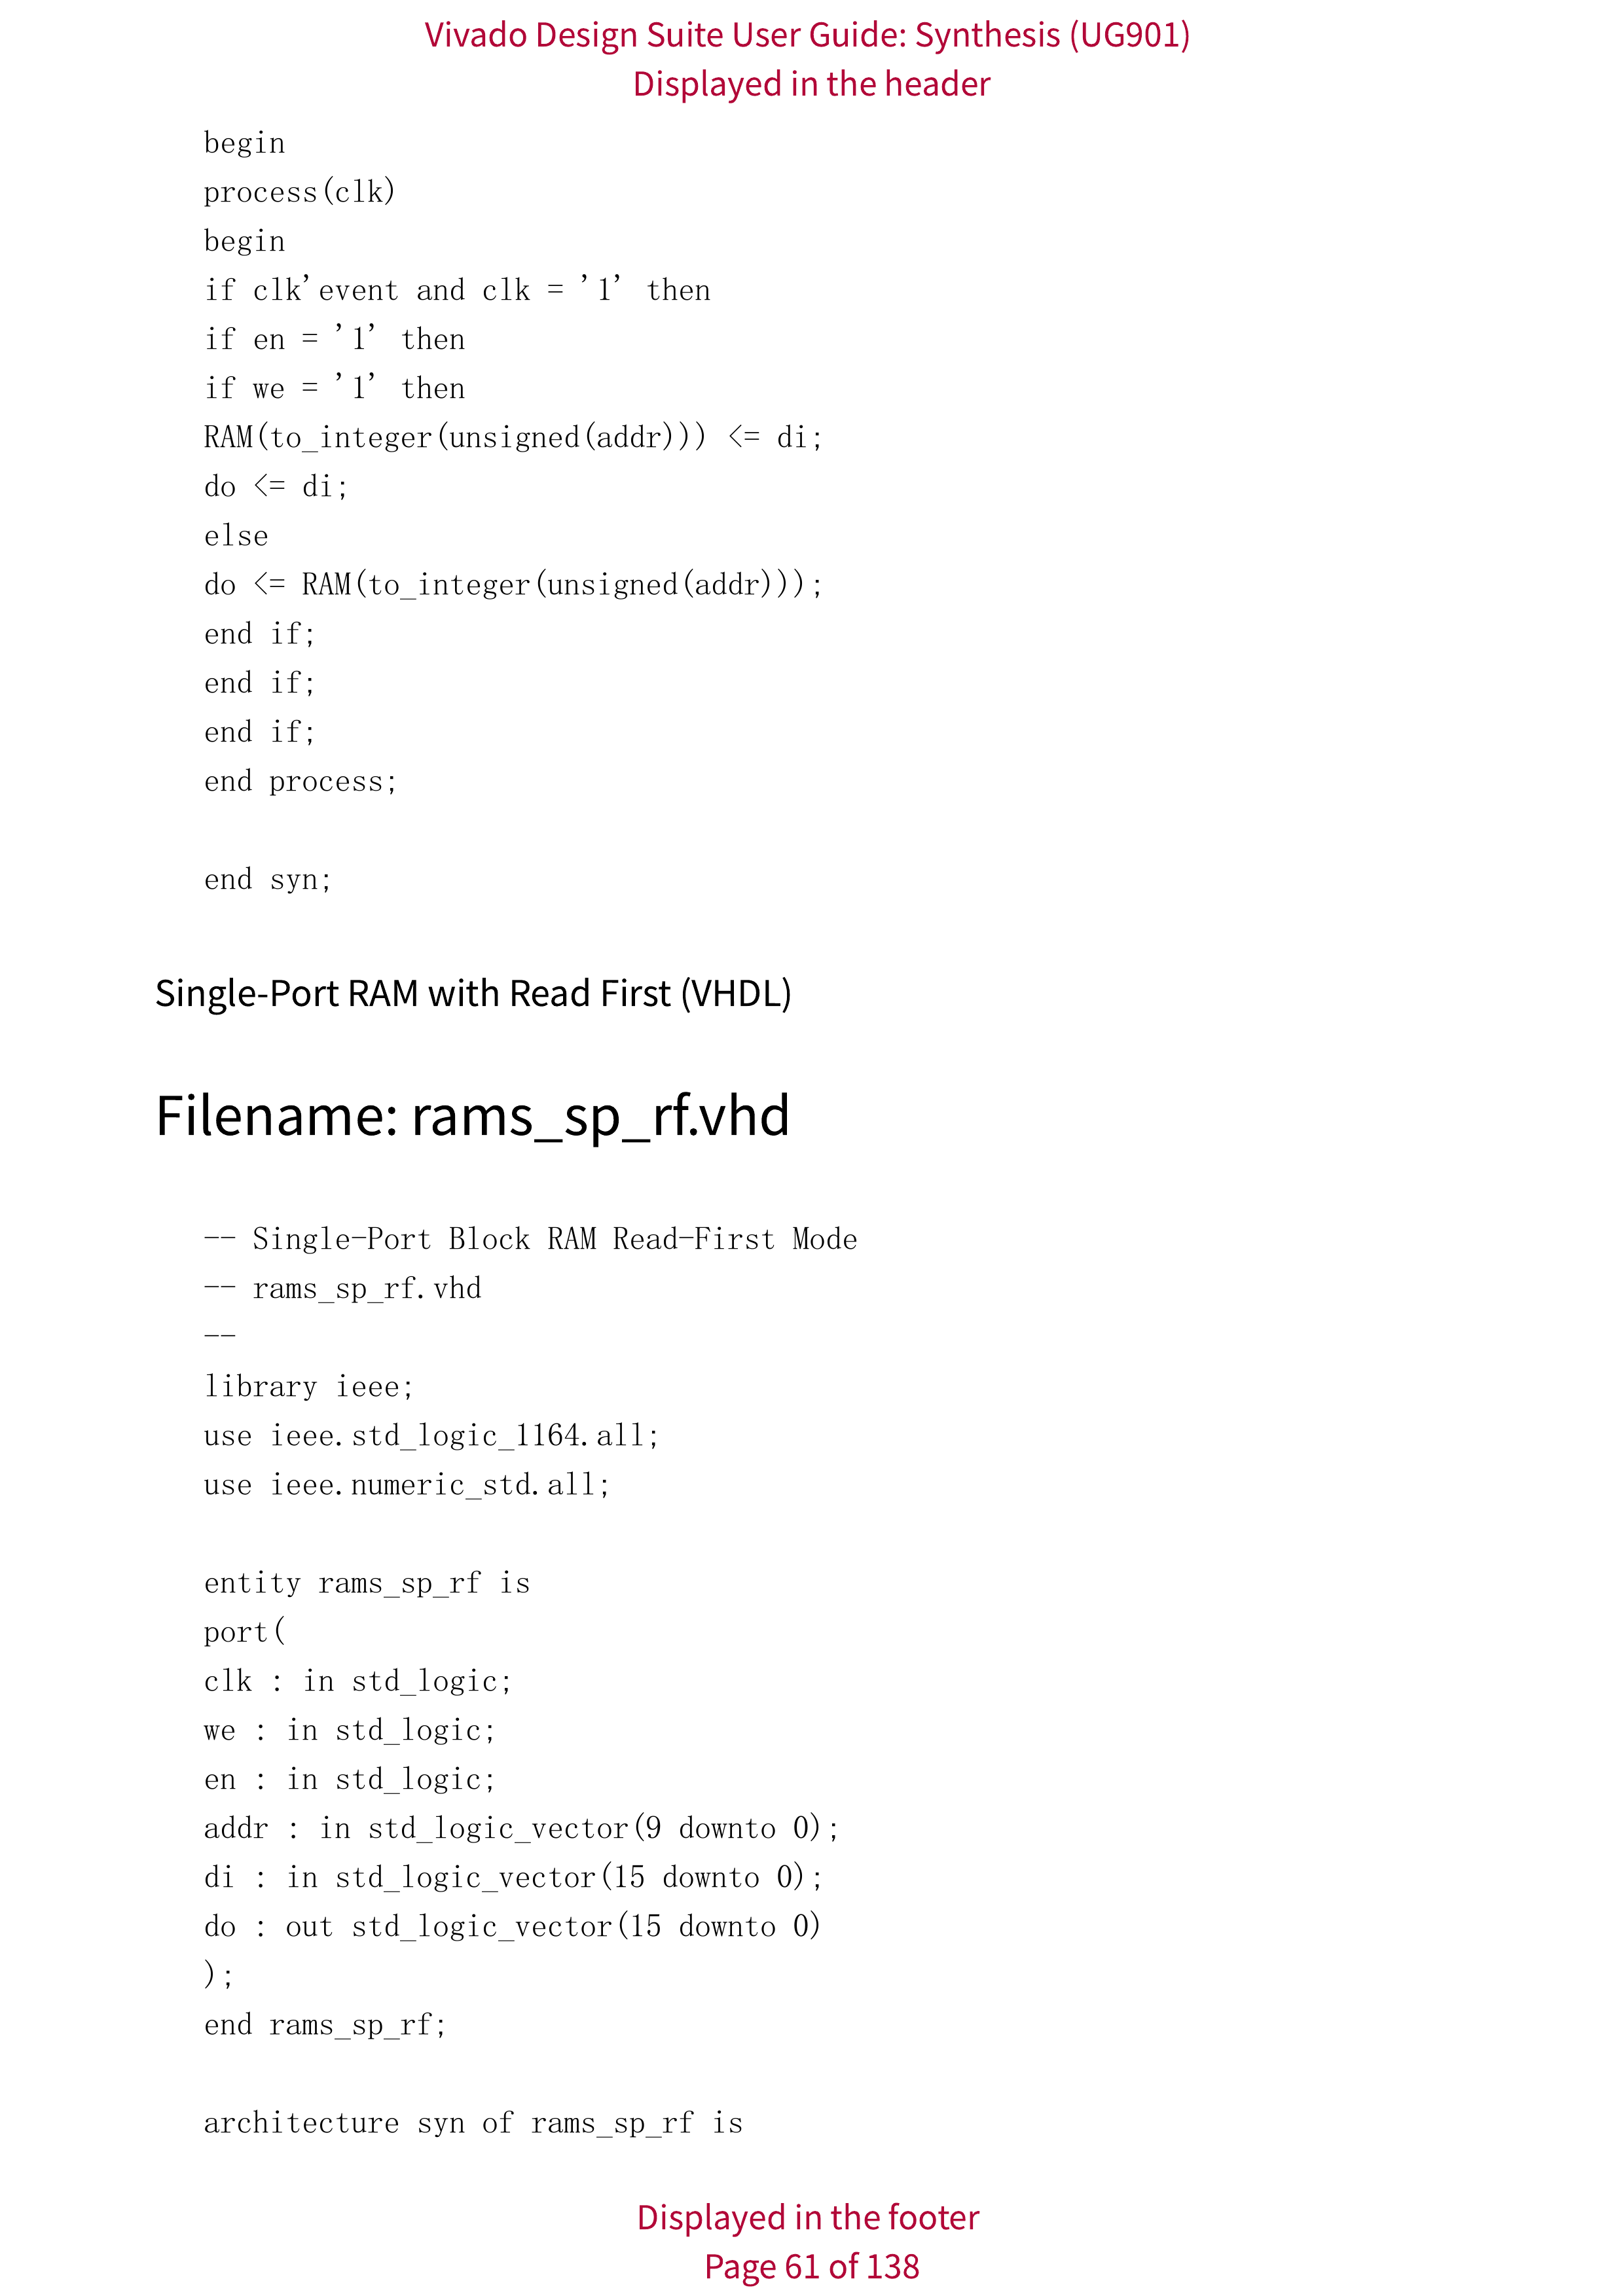 Vivado Design Suite User Guide: Synthesis (UG901)
Displayed in the header
begin
process(clk)
begin
if clk'event and clk = '1' then
if en = '1' then
if we = '1' then
RAM(to_integer(unsigned(addr))) <= di;
do <= di;
else
do <= RAM(to_integer(unsigned(addr)));
end if;
end if;
end if;
end process;
end syn;
Single-Port RAM with Read First (VHDL)
Filename: rams_sp_rf.vhd
-- Single-Port Block RAM Read-First Mode
-- rams_sp_rf.vhd
--
library ieee;
use ieee.std_logic_1164.all;
use ieee.numeric_std.all;
entity rams_sp_rf is
port(
clk : in std_logic;
we : in std_logic;
en : in std_logic;
addr : in std_logic_vector(9 downto 0);
di : in std_logic_vector(15 downto 0);
do : out std_logic_vector(15 downto 0)
);
end rams_sp_rf;
architecture syn of rams_sp_rf is
Displayed in the footer
Page 61 of 138